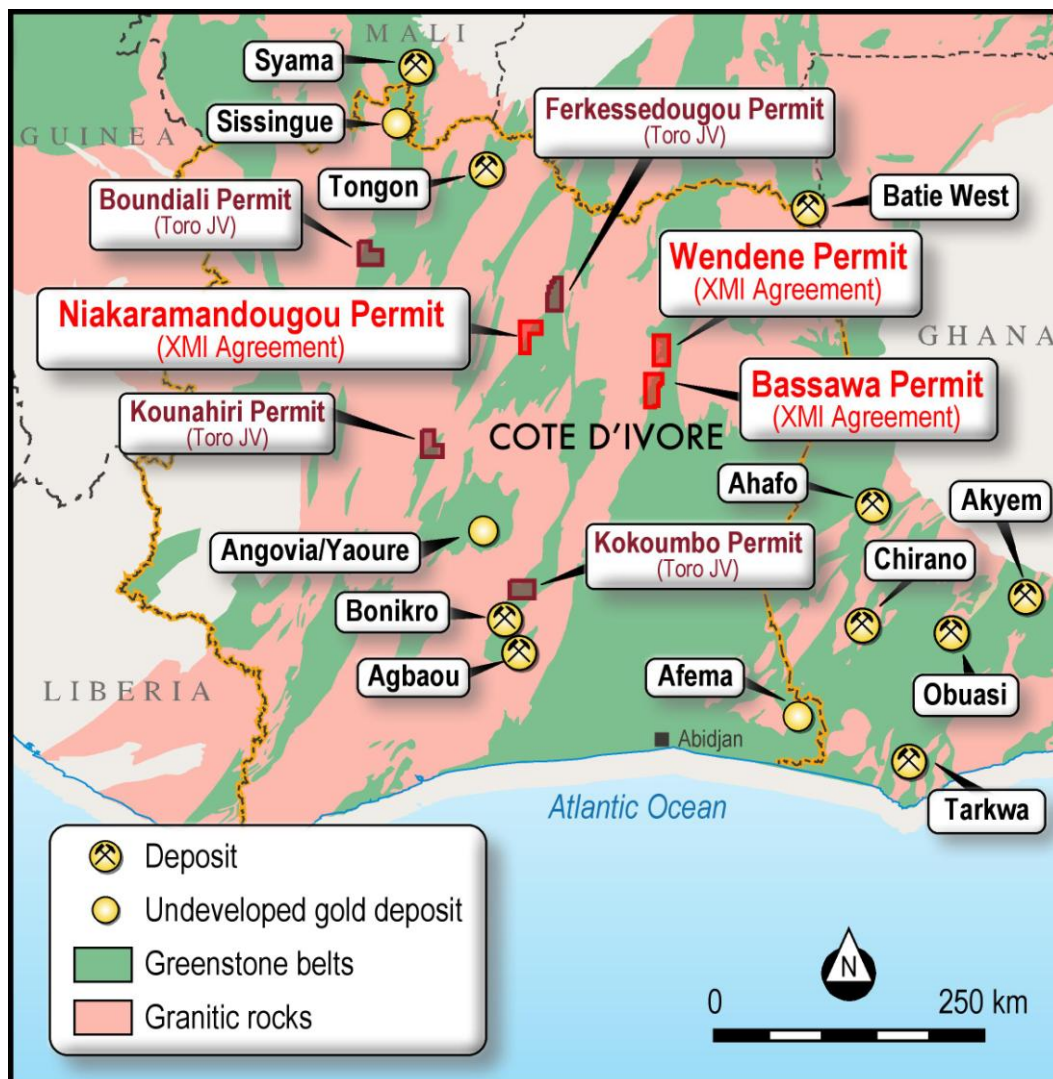 MALI
Syama
Ferkessedougou Permit
(Toro JV)
Sissingue
GUINEA
Tongon
Boundiali Permit
(Toro JV)
Batie West
Wendene Permit
(XMI Agreement)
Niakaramandougou Permit
(XMI Agreement)
GHANA
Bassawa Permit
(XMI Agreement)
Kounahiri Permit
(Toro JV)
COTE D'IVORE
Ahafo
Akyem
Angovia/Yaoure
Kokoumbo Permit
(Toro JV)
Chirano
Bonikro
Agbaou
LIBERIA
Afema
Obuasi
Abidjan
Tarkwa
Atlantic Ocean
Deposit
Undeveloped gold deposit
Greenstone belts
Granitic rocks
N
0 250 km